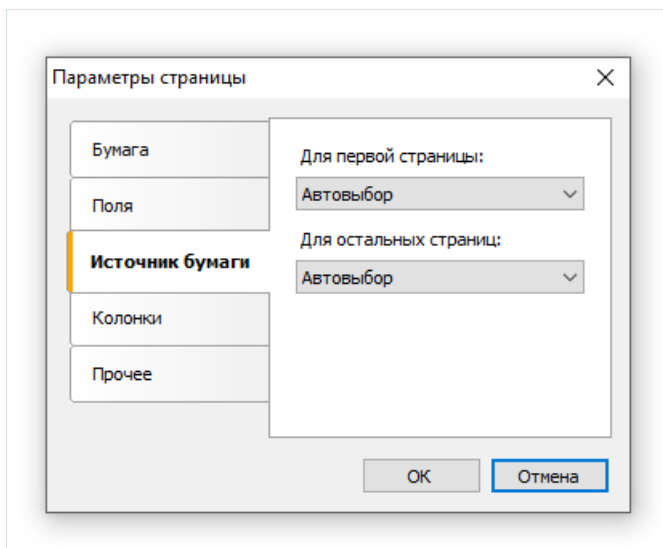 Параметры страницы
Бумага
Поля
Источник бумаги
Колонки
Прочее
Для первой страницы:
Автовыбор
Для остальных страниц:
Автовыбор
OK
Отмена